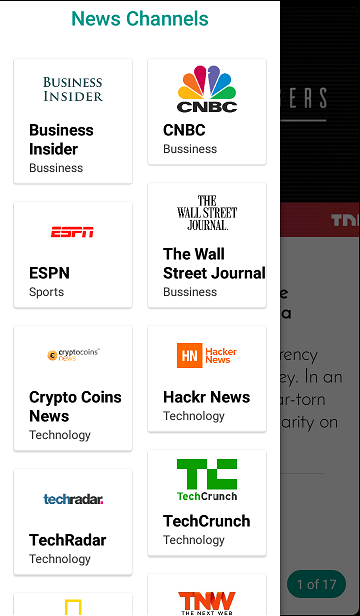 News Channels
BUSINESS
INSIDER
Business
Insider
Bussiness
CNBC
CNBC
Bussiness
ESPN
ESPN
Sports
THE
WALL STREET
JOURNAL.
The Wall
Street Journal
Bussiness
cryptocoins
news
Crypto Coins
News
Technology
HN
Hacker
News
Hackr News
Technology
techradar.
TechRadar
Technology
TC
TechCrunch
TechCrunch
Technology
TNW
THE NEXT WEB
BERS
TN
e
a
rency
ey. In an
ar-torn
arity on
1 of 17